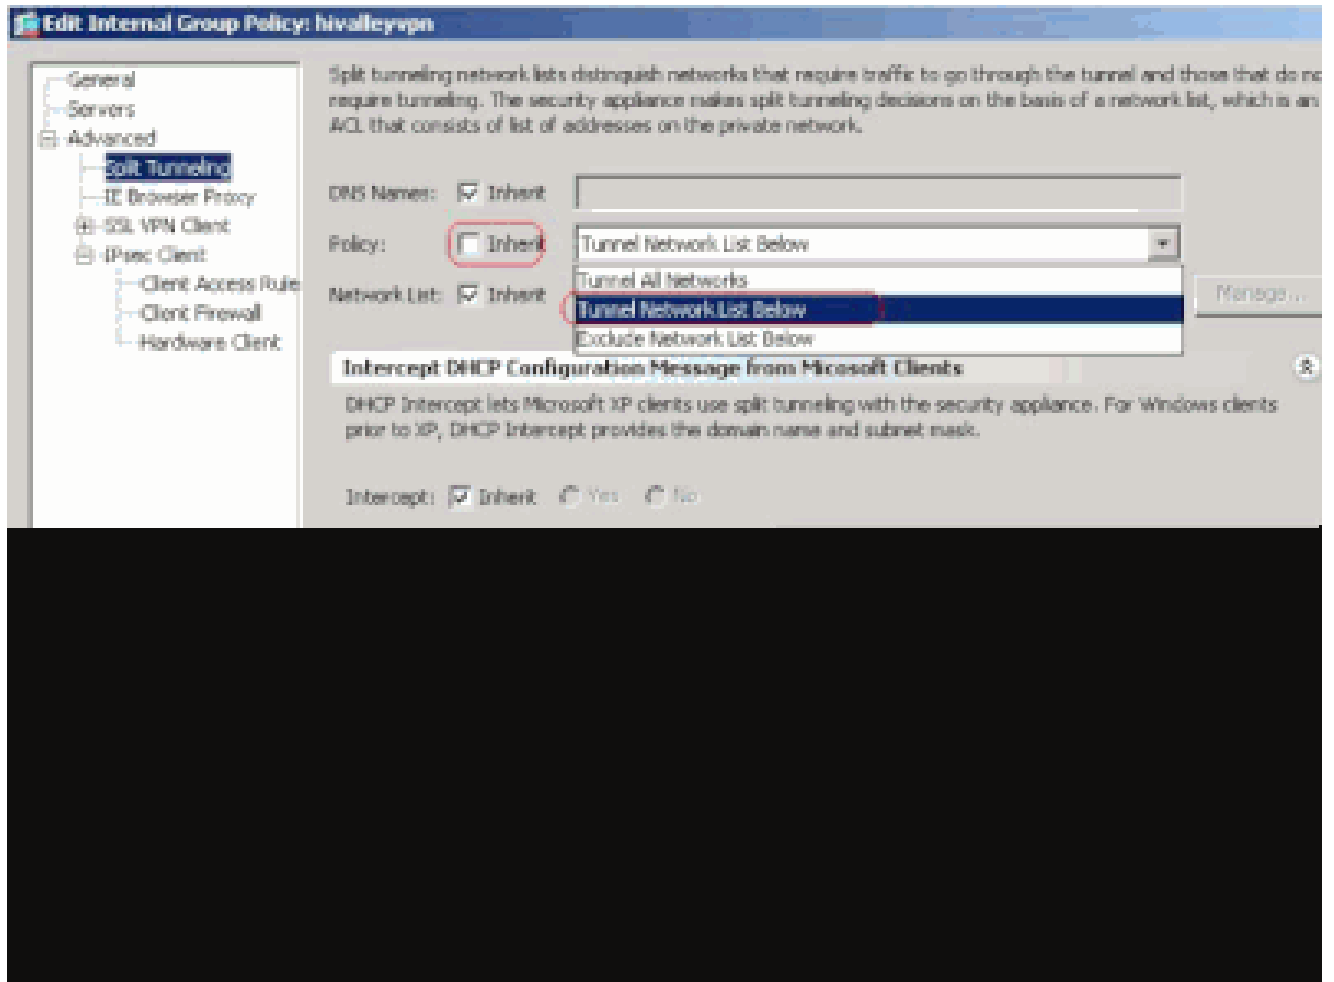 Edit Internal Group Policy: hivalleyvpn
General
Servers
Advanced
Split Tunneling
IE Browser Proxy
SSL VPN Client
IPsec Client
Client Access Rule
Client Firewall
Hardware Client
Split tunneling network lists distinguish networks that require traffic to go through the tunnel and those that do no
require tunneling. The security appliance makes split tunneling decisions on the basis of a network list, which is an
ACL that consists of list of addresses on the private network.
DNS Names: Inherit
Policy: Inherit Tunnel Network List Below
Tunnel All Networks
Network List: Inherit Tunnel Network List Below Manage...
Exclude Network List Below
Intercept DHCP Configuration Message from Micosoft Clients
DHCP Intercept lets Microsoft XP clients use split tunneling with the security appliance. For Windows clients
prior to XP, DHCP Intercept provides the domain name and subnet mask.
Intercept: Inherit Yes No